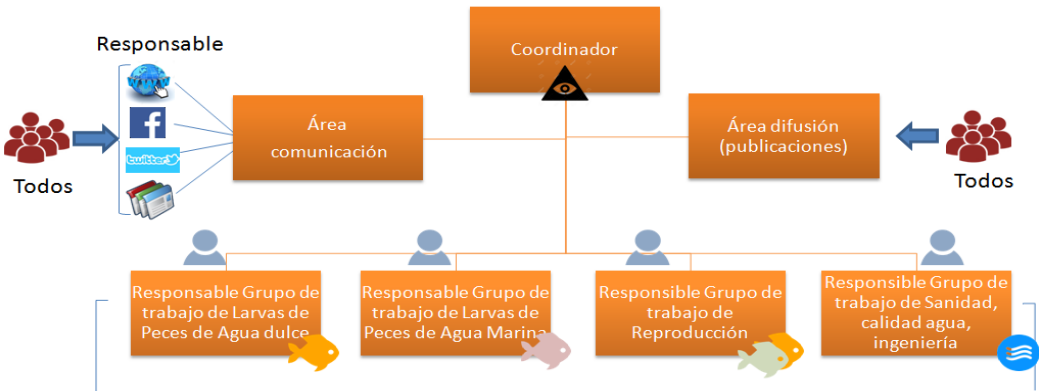 Responsable
Coordinador
Área
comunicación
Área difusión
(publicaciones)
Todos
Todos
twitter
Responsable Grupo de
trabajo de Larvas de
Peces de Agua dulce
Responsable Grupo de
trabajo de Larvas de
Peces de Agua Marina
Responsible Grupo de
trabajo de
Reproducción
Responsible Grupo de
trabajo de Sanidad,
calidad agua,
ingeniería